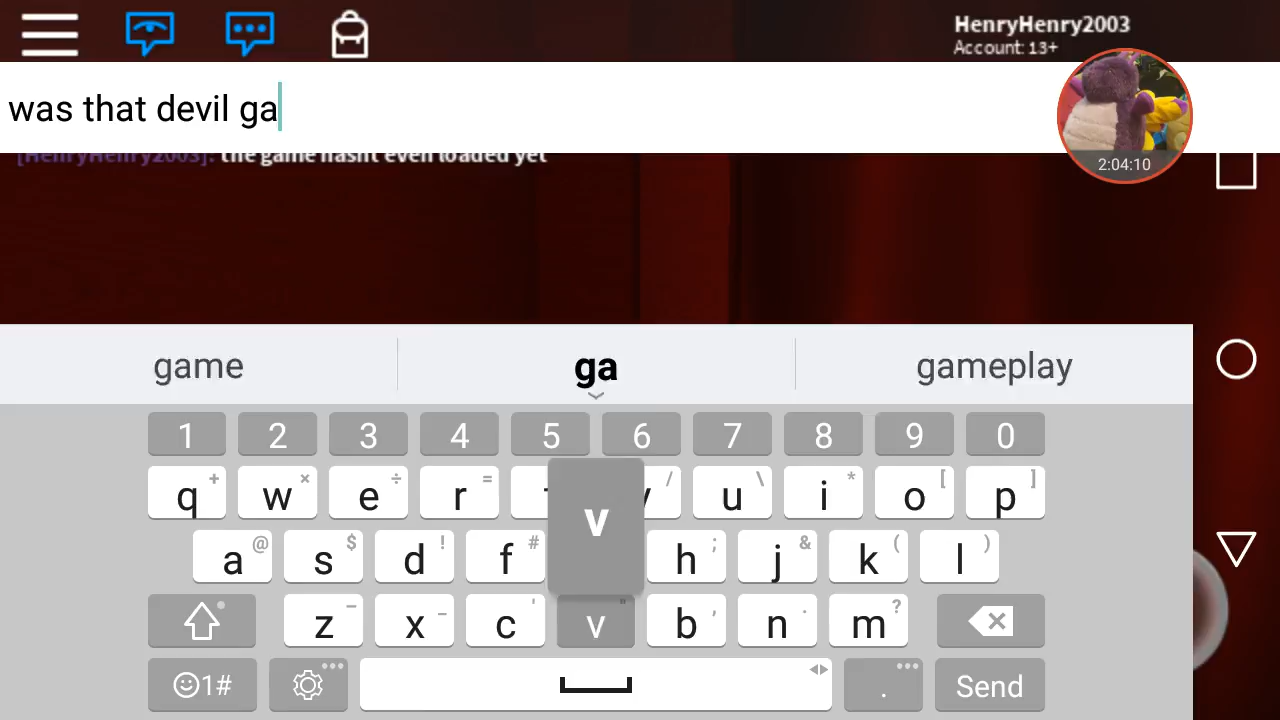 HenryHenry2003
Account: 13+
was that devil ga
2:04:10
[HenryHenry2003]: the game hasnt even loaded yet
game ga gameplay
1 2 3 4 5 6 7 8 9 0
q + w × e ÷ r = / u \ i * o [ p ]
v
a @ s $ d ! f # h ; j & k ( l )
z – x _ c ' v " b , n . m ?
1# . Send